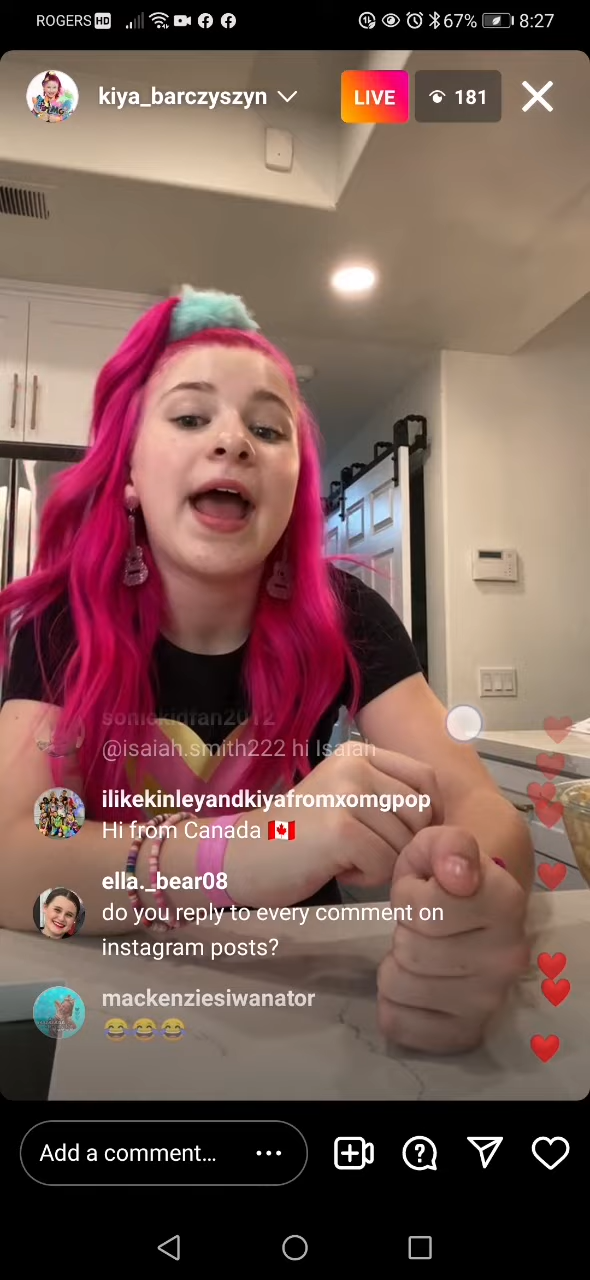 ROGERS HD 67% 8:27
kiya_barczyszyn LIVE 181
sonickidfan2012
@isaiah.smith222 hi Isaiah
ilikekinleyandkiyafromxomgpop
Hi from Canada 🇨🇦
ella._bear08
do you reply to every comment on
instagram posts?
mackenziesiwanator
😂😂😂
Add a comment...